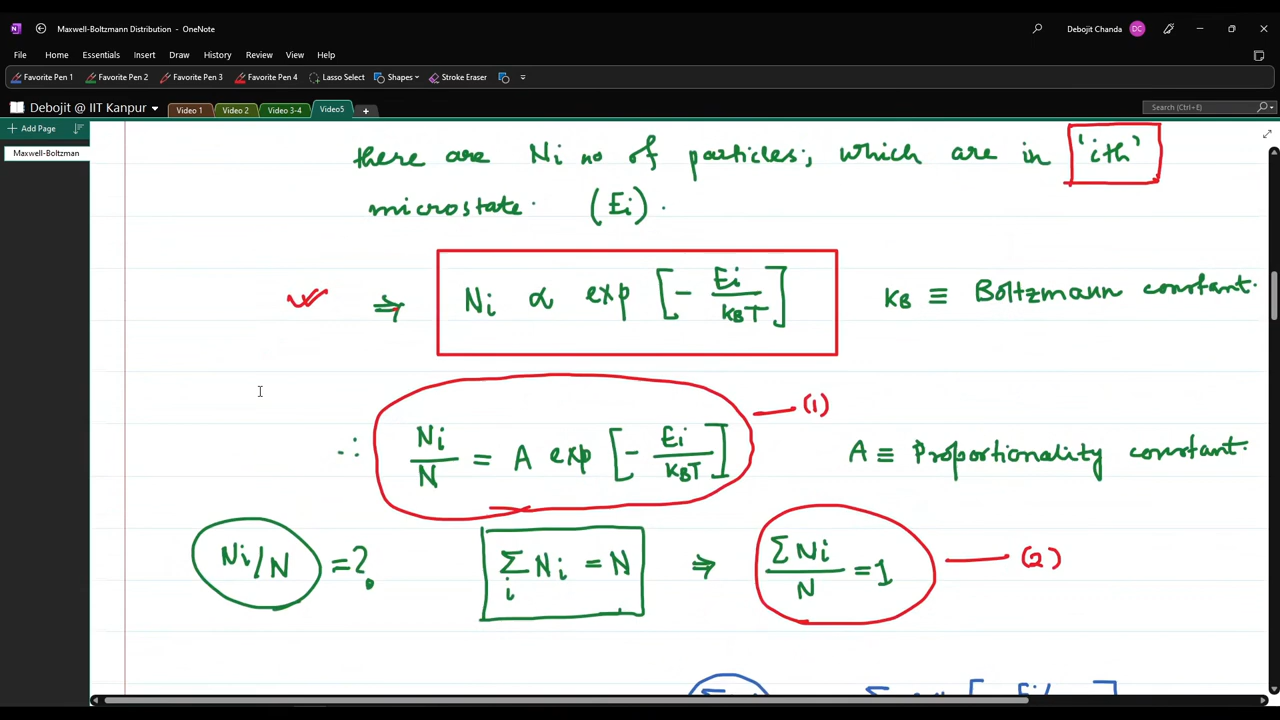 Maxwell-Boltzmann Distribution - OneNote
Debojit Chanda DC
File Home Essentials Insert Draw History Review View Help
Favorite Pen 1 Favorite Pen 2 Favorite Pen 3 Favorite Pen 4 Lasso Select Shapes Stroke Eraser
Debojit @ IIT Kanpur Video 1 Video 2 Video 3-4 Video5 + Search (Ctrl+E)
+ Add Page
Maxwell-Boltzman
there are Ni no of particles; which are in 'ith'
microstate. (Ei).
⇒ Ni ∝ exp [- Ei/kBT] kB ≡ Boltzmann constant.
∴ Ni/N = A exp [- Ei/kBT] — (1) A ≡ Proportionality constant.
Ni/N = ? Σi Ni = N ⇒ ΣNi/N = 1 — (2)